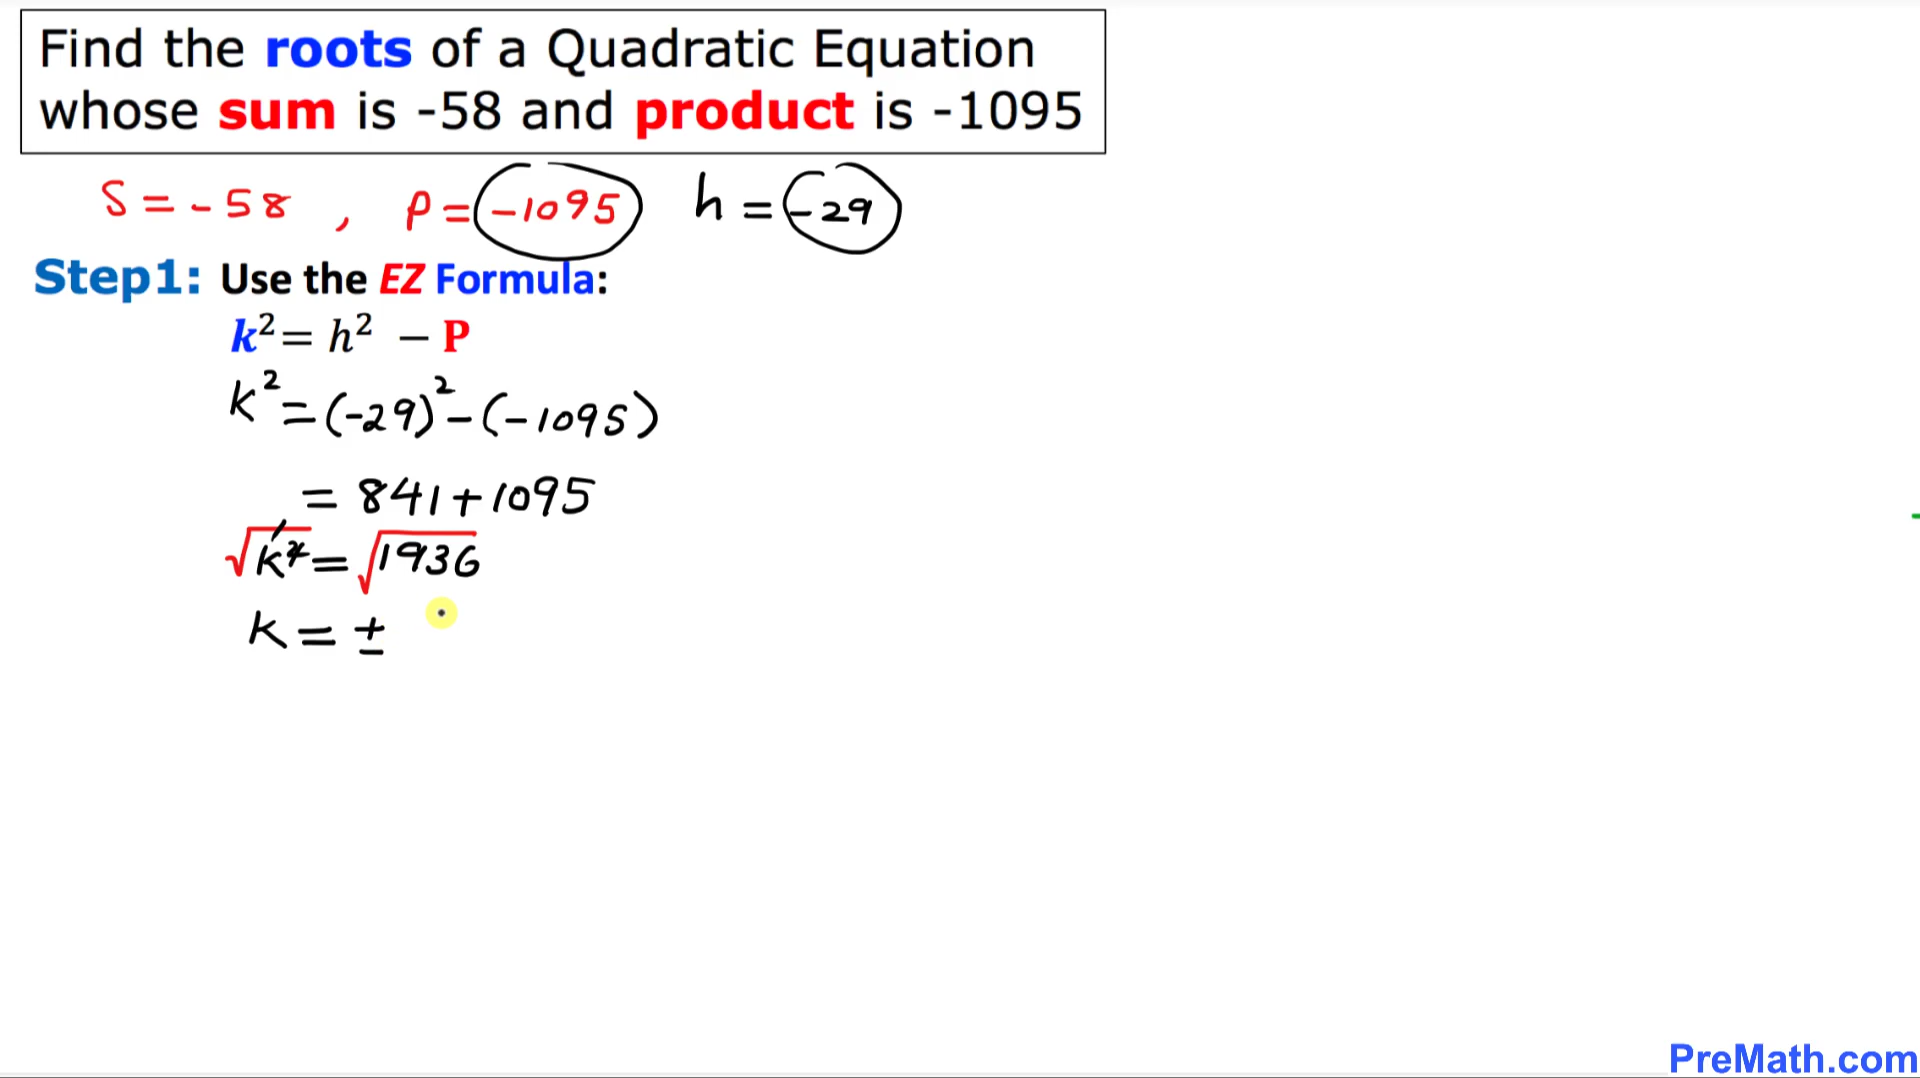 Find the roots of a Quadratic Equation
whose sum is -58 and product is -1095
S = -58 , P = -1095 h = -29
Step1: Use the EZ Formula:
k² = h² − P
k² = (-29)² - (-1095)
= 841 + 1095
√k² = √1936
k = ±
PreMath.com